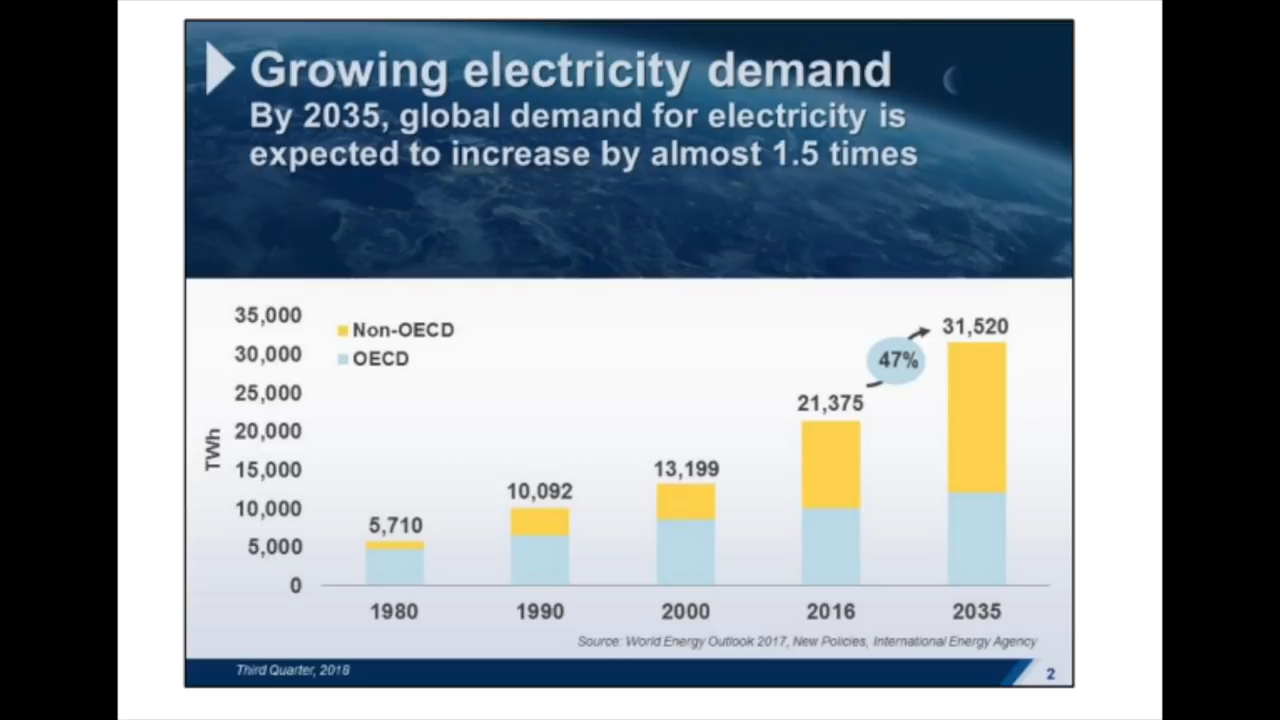 Growing electricity demand
By 2035, global demand for electricity is
expected to increase by almost 1.5 times
35,000
30,000
25,000
20,000
15,000
10,000
5,000
0
TWh
Non-OECD
OECD
5,710
10,092
13,199
21,375
47%
31,520
1980
1990
2000
2016
2035
Source: World Energy Outlook 2017, New Policies, International Energy Agency
Third Quarter, 2018
2